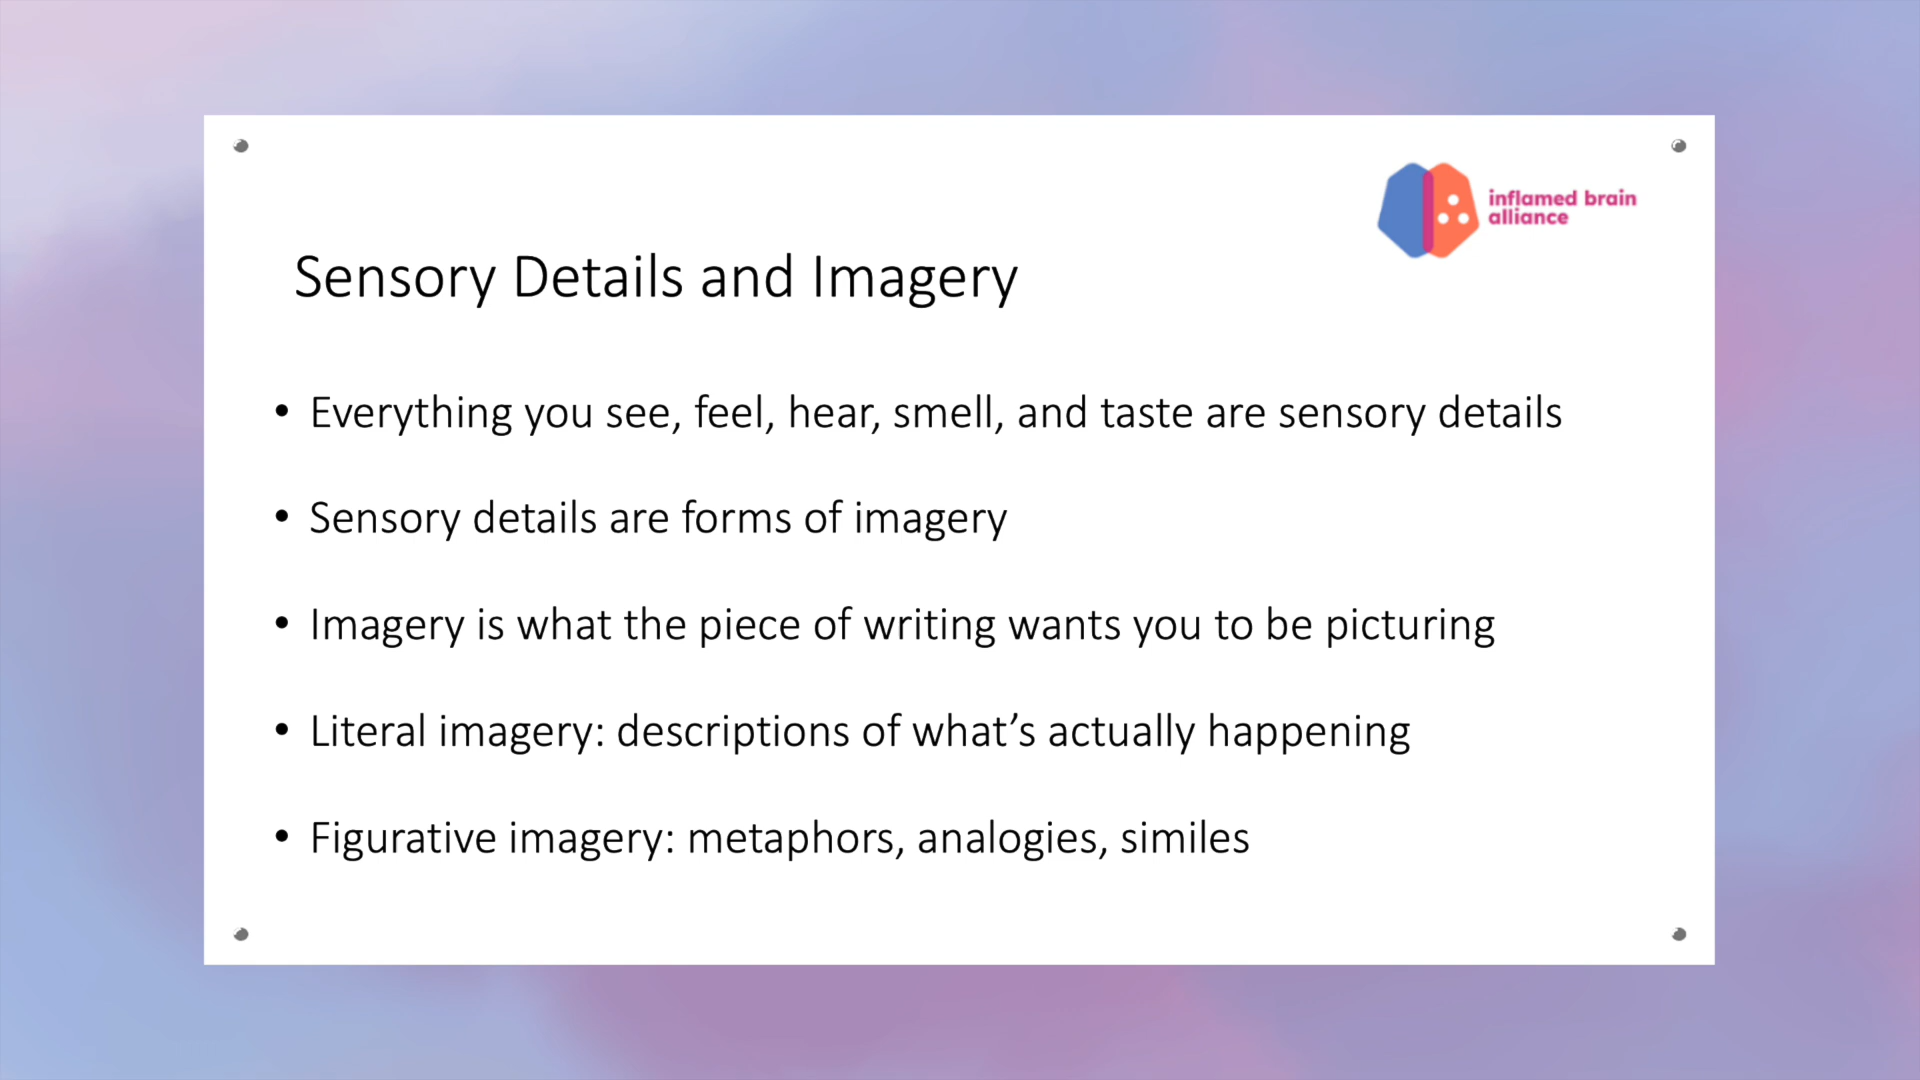 inflamed brain
alliance
Sensory Details and Imagery
• Everything you see, feel, hear, smell, and taste are sensory details
• Sensory details are forms of imagery
• Imagery is what the piece of writing wants you to be picturing
• Literal imagery: descriptions of what’s actually happening
• Figurative imagery: metaphors, analogies, similes